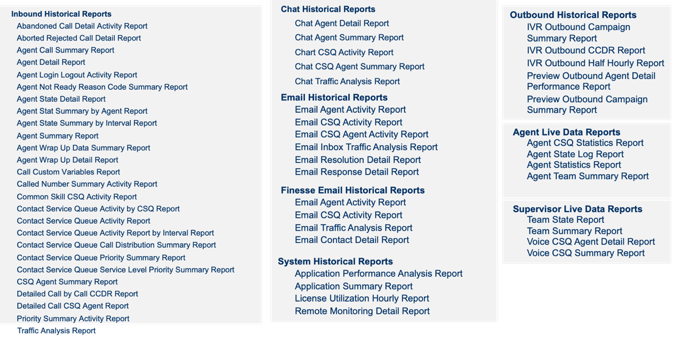 Inbound Historical Reports
Abandoned Call Detail Activity Report
Aborted Rejected Call Detail Report
Agent Call Summary Report
Agent Detail Report
Agent Login Logout Activity Report
Agent Not Ready Reason Code Summary Report
Agent State Detail Report
Agent Stat Summary by Agent Report
Agent State Summary by Interval Report
Agent Summary Report
Agent Wrap Up Data Summary Report
Agent Wrap Up Detail Report
Call Custom Variables Report
Called Number Summary Activity Report
Common Skill CSQ Activity Report
Contact Service Queue Activity by CSQ Report
Contact Service Queue Activity Report
Contact Service Queue Activity Report by Interval Report
Contact Service Queue Call Distribution Summary Report
Contact Service Queue Priority Summary Report
Contact Service Queue Service Level Priority Summary Report
CSQ Agent Summary Report
Detailed Call by Call CCDR Report
Detailed Call CSQ Agent Report
Priority Summary Activity Report
Traffic Analysis Report
Chat Historical Reports
Chat Agent Detail Report
Chat Agent Summary Report
Chart CSQ Activity Report
Chat CSQ Agent Summary Report
Chat Traffic Analysis Report
Email Historical Reports
Email Agent Activity Report
Email CSQ Activity Report
Email CSQ Agent Activity Report
Email Inbox Traffic Analysis Report
Email Resolution Detail Report
Email Response Detail Report
Finesse Email Historical Reports
Email Agent Activity Report
Email CSQ Activity Report
Email Traffic Analysis Report
Email Contact Detail Report
System Historical Reports
Application Performance Analysis Report
Application Summary Report
License Utilization Hourly Report
Remote Monitoring Detail Report
Outbound Historical Reports
IVR Outbound Campaign
Summary Report
IVR Outbound CCDR Report
IVR Outbound Half Hourly Report
Preview Outbound Agent Detail
Performance Report
Preview Outbound Campaign
Summary Report
Agent Live Data Reports
Agent CSQ Statistics Report
Agent State Log Report
Agent Statistics Report
Agent Team Summary Report
Supervisor Live Data Reports
Team State Report
Team Summary Report
Voice CSQ Agent Detail Report
Voice CSQ Summary Report